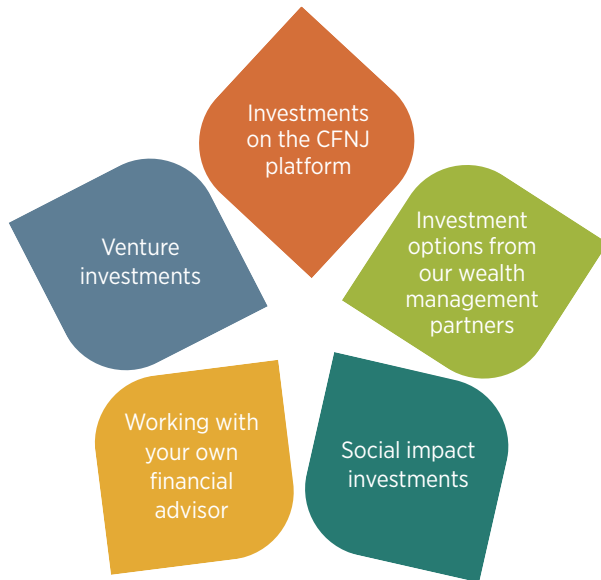 Investments
on the CFNJ
platform
Investment
options from
our wealth
management
partners
Social impact
investments
Working with
your own
financial
advisor
Venture
investments